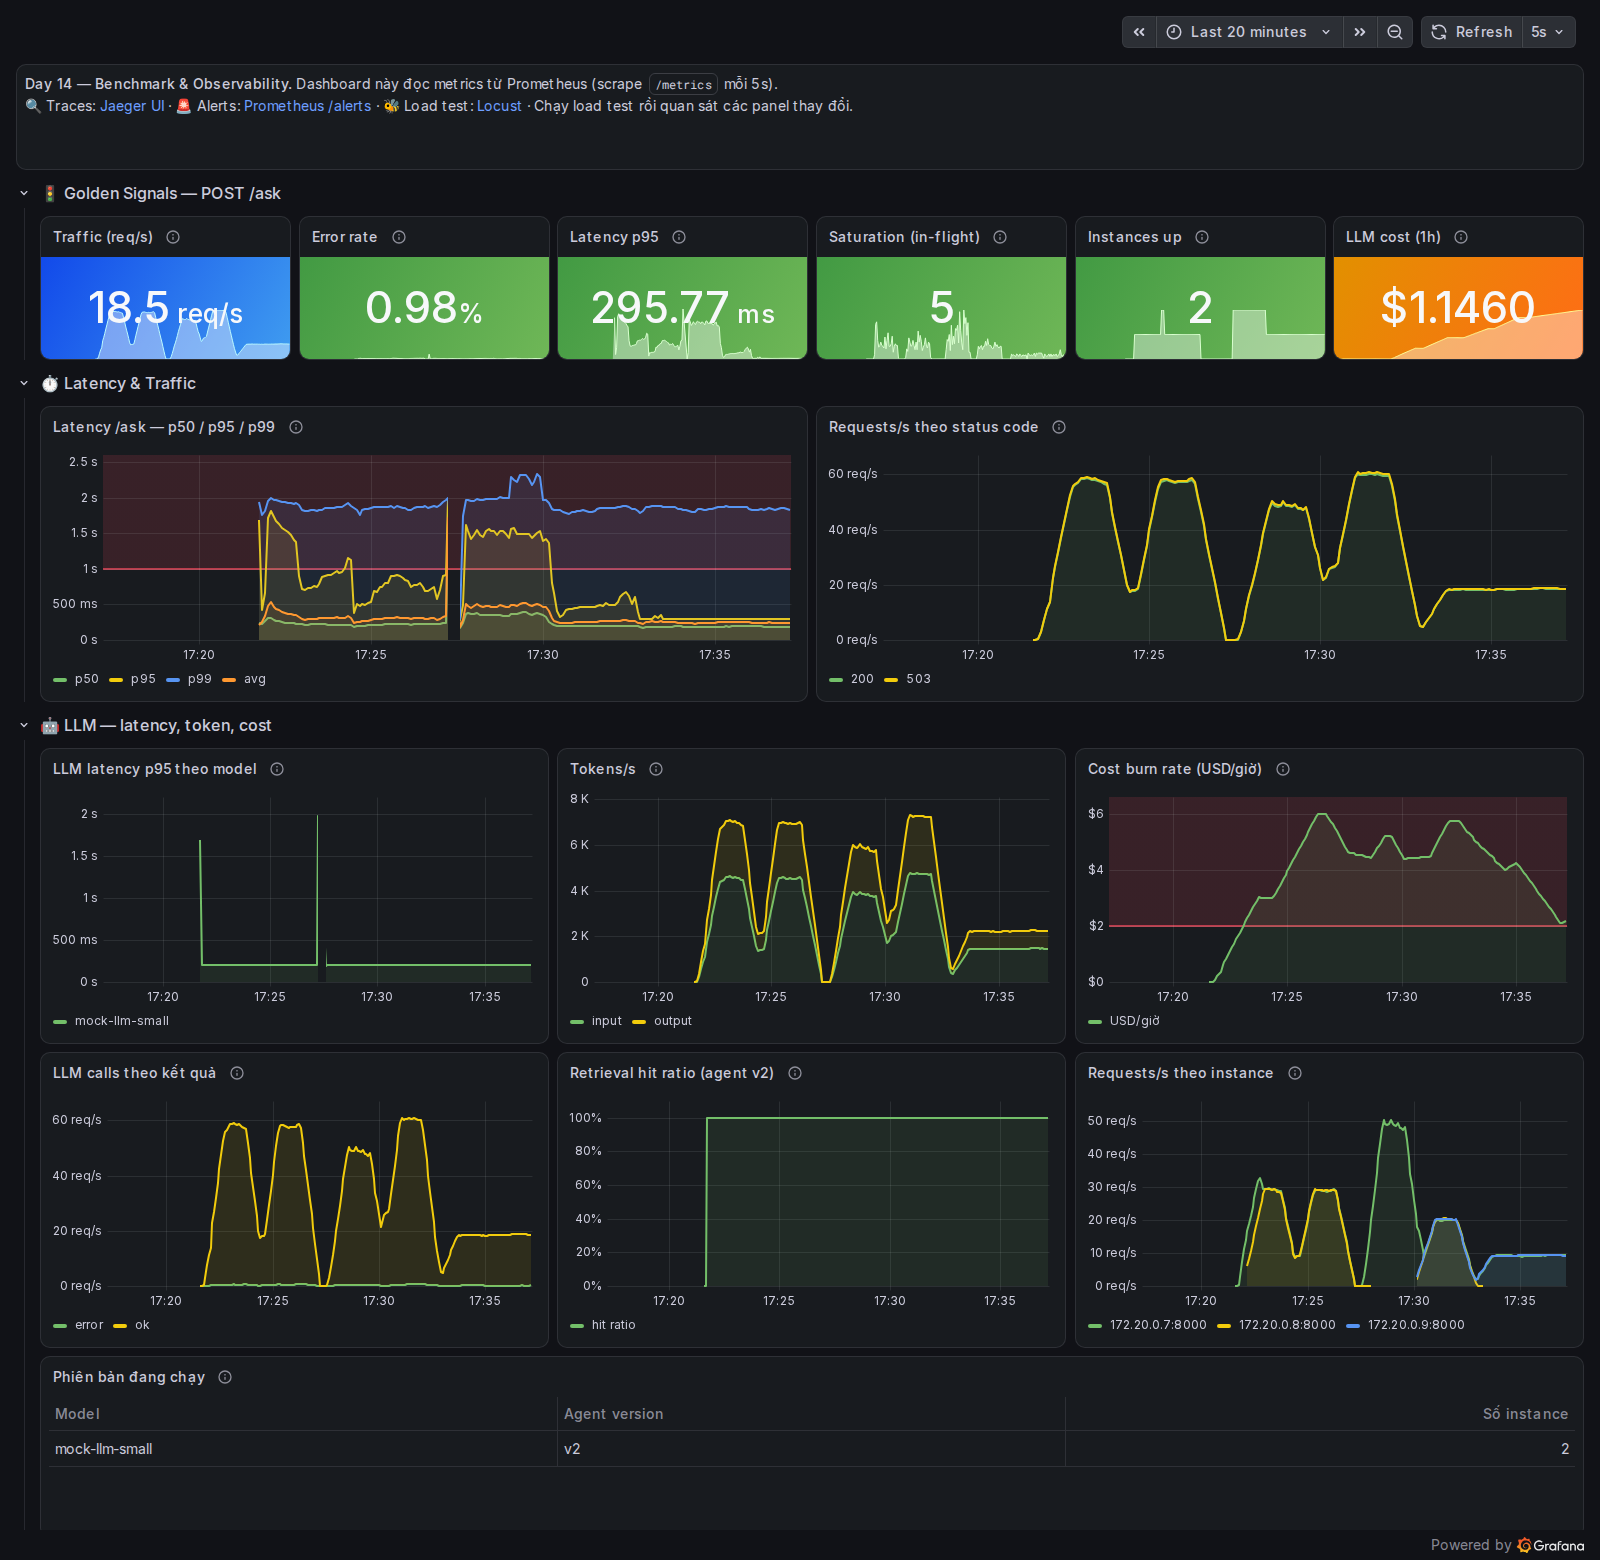 Last 20 minutes
Refresh
5s
Day 14 — Benchmark & Observability. Dashboard này đọc metrics từ Prometheus (scrape /metrics mỗi 5s).
🔍 Traces: Jaeger UI · 🚨 Alerts: Prometheus /alerts · 🐝 Load test: Locust · Chạy load test rồi quan sát các panel thay đổi.
🚦 Golden Signals — POST /ask
Traffic (req/s)
18.5 req/s
Error rate
0.98%
Latency p95
295.77 ms
Saturation (in-flight)
5
Instances up
2
LLM cost (1h)
$1.1460
⏱️ Latency & Traffic
Latency /ask — p50 / p95 / p99
2.5 s
2 s
1.5 s
1 s
500 ms
0 s
17:20 17:25 17:30 17:35
p50 p95 p99 avg
Requests/s theo status code
60 req/s
40 req/s
20 req/s
0 req/s
17:20 17:25 17:30 17:35
200 503
🤖 LLM — latency, token, cost
LLM latency p95 theo model
2 s
1.5 s
1 s
500 ms
0 s
17:20 17:25 17:30 17:35
mock-llm-small
Tokens/s
8 K
6 K
4 K
2 K
0
17:20 17:25 17:30 17:35
input output
Cost burn rate (USD/giờ)
$6
$4
$2
$0
17:20 17:25 17:30 17:35
USD/giờ
LLM calls theo kết quả
60 req/s
40 req/s
20 req/s
0 req/s
17:20 17:25 17:30 17:35
error ok
Retrieval hit ratio (agent v2)
100%
80%
60%
40%
20%
0%
17:20 17:25 17:30 17:35
hit ratio
Requests/s theo instance
50 req/s
40 req/s
30 req/s
20 req/s
10 req/s
0 req/s
17:20 17:25 17:30 17:35
172.20.0.7:8000 172.20.0.8:8000 172.20.0.9:8000
Phiên bản đang chạy
Model Agent version Số instance
mock-llm-small v2 2
Powered by Grafana